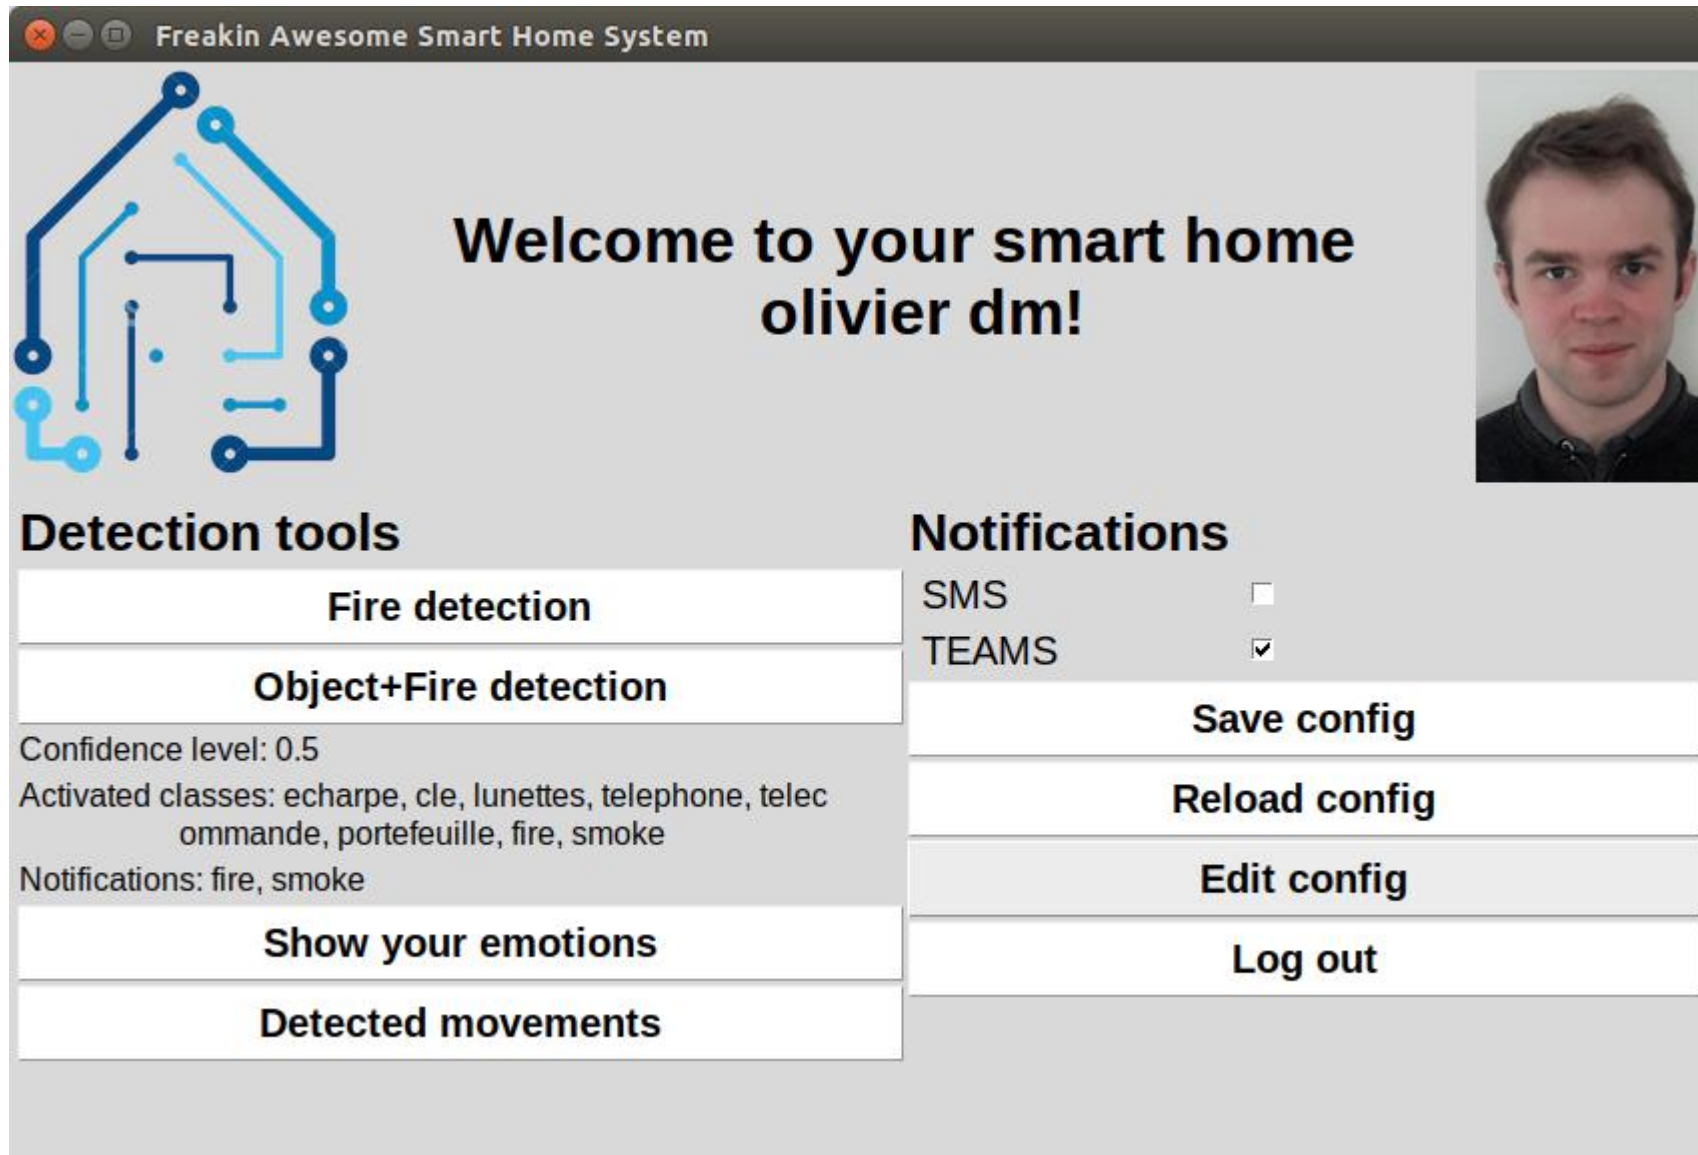 Freakin Awesome Smart Home System
Welcome to your smart home
olivier dm!
Detection tools
Fire detection
Object+Fire detection
Confidence level: 0.5
Activated classes: echarpe, cle, lunettes, telephone, telec
ommande, portefeuille, fire, smoke
Notifications: fire, smoke
Show your emotions
Detected movements
Notifications
SMS
TEAMS
Save config
Reload config
Edit config
Log out